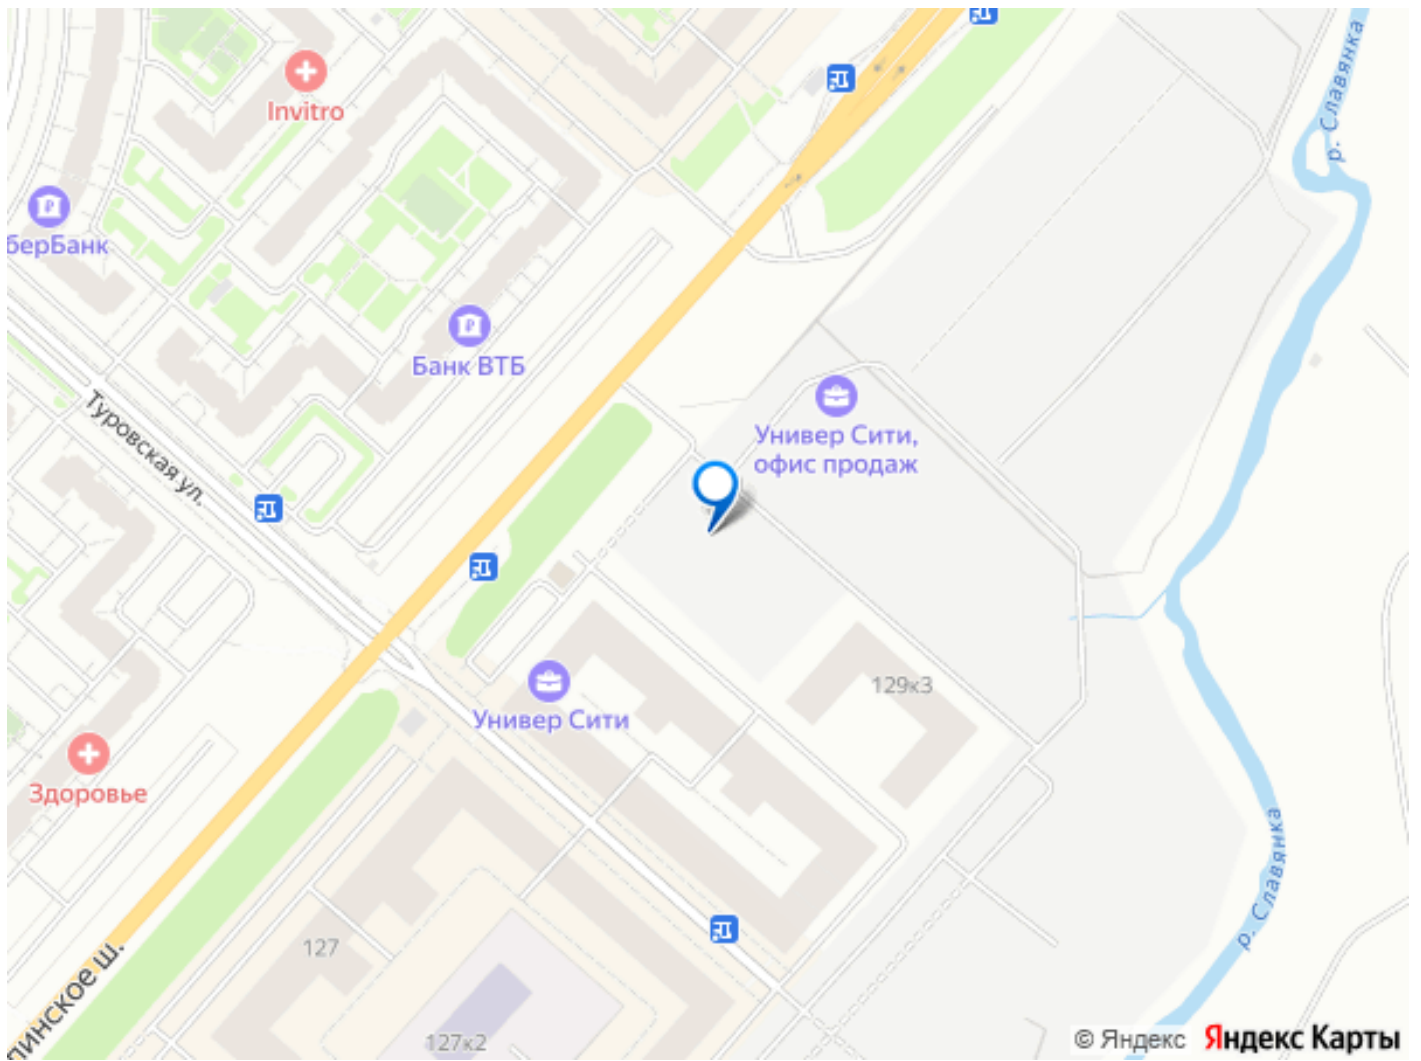 р. Славянка
Invitro
берБанк
Банк ВТБ
Туровская ул.
Универ Сити,
офис продаж
129к3
Универ Сити
Здоровье
р. Славянка
127
пинское ш.
127к2
© Яндекс Яндекс Карты